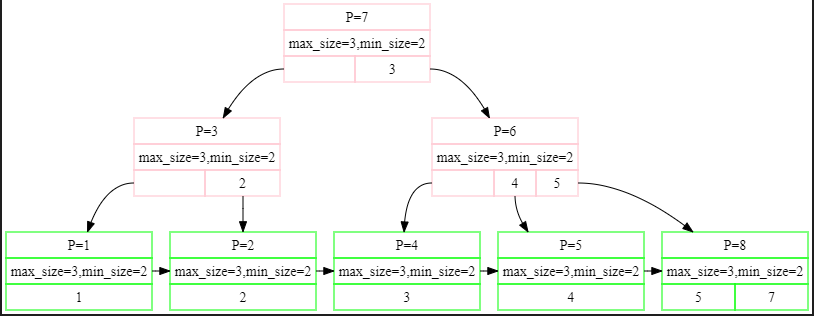 P=7
max_size=3,min_size=2
3
P=3
max_size=3,min_size=2
2
P=6
max_size=3,min_size=2
4 5
P=1
max_size=3,min_size=2
1
P=2
max_size=3,min_size=2
2
P=4
max_size=3,min_size=2
3
P=5
max_size=3,min_size=2
4
P=8
max_size=3,min_size=2
5 7